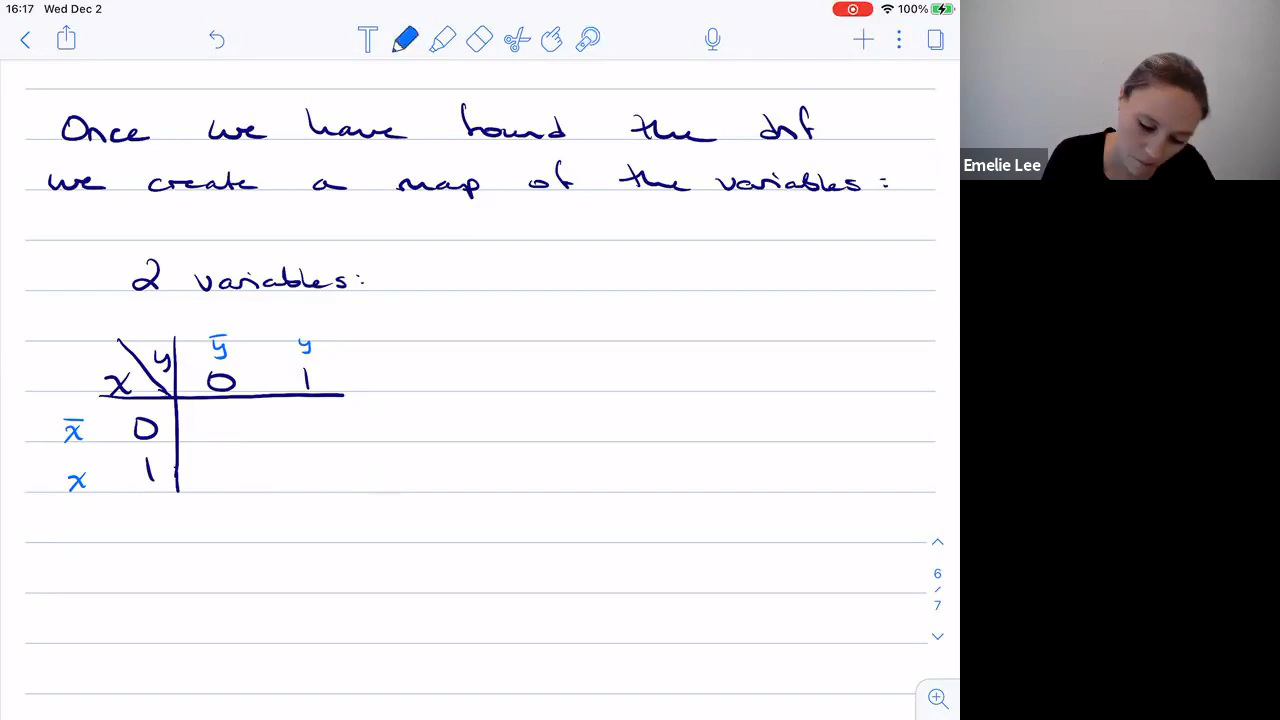 16:17 Wed Dec 2
100%
T
Once we have found the dnf
we create a map of the variables:
Emelie Lee
2 variables:
y̅ y
x y 0 1
x̅ 0
x 1
6
/
7